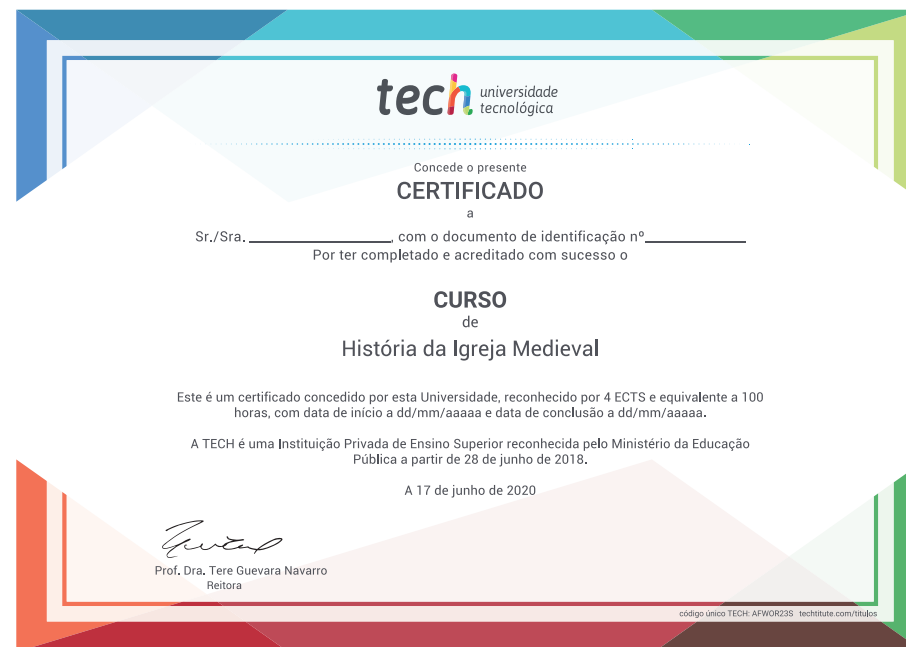 tech universidade
tecnológica
Concede o presente
CERTIFICADO
a
Sr./Sra. ____________, com o documento de identificação nº____________
Por ter completado e acreditado com sucesso o
CURSO
de
História da Igreja Medieval
Este é um certificado concedido por esta Universidade, reconhecido por 4 ECTS e equivalente a 100
horas, com data de início a dd/mm/aaaaa e data de conclusão a dd/mm/aaaaa.
A TECH é uma Instituição Privada de Ensino Superior reconhecida pelo Ministério da Educação
Pública a partir de 28 de junho de 2018.
A 17 de junho de 2020
Prof. Dra. Tere Guevara Navarro
Reitora
código único TECH: AFWOR23S techtitute.com/titulos